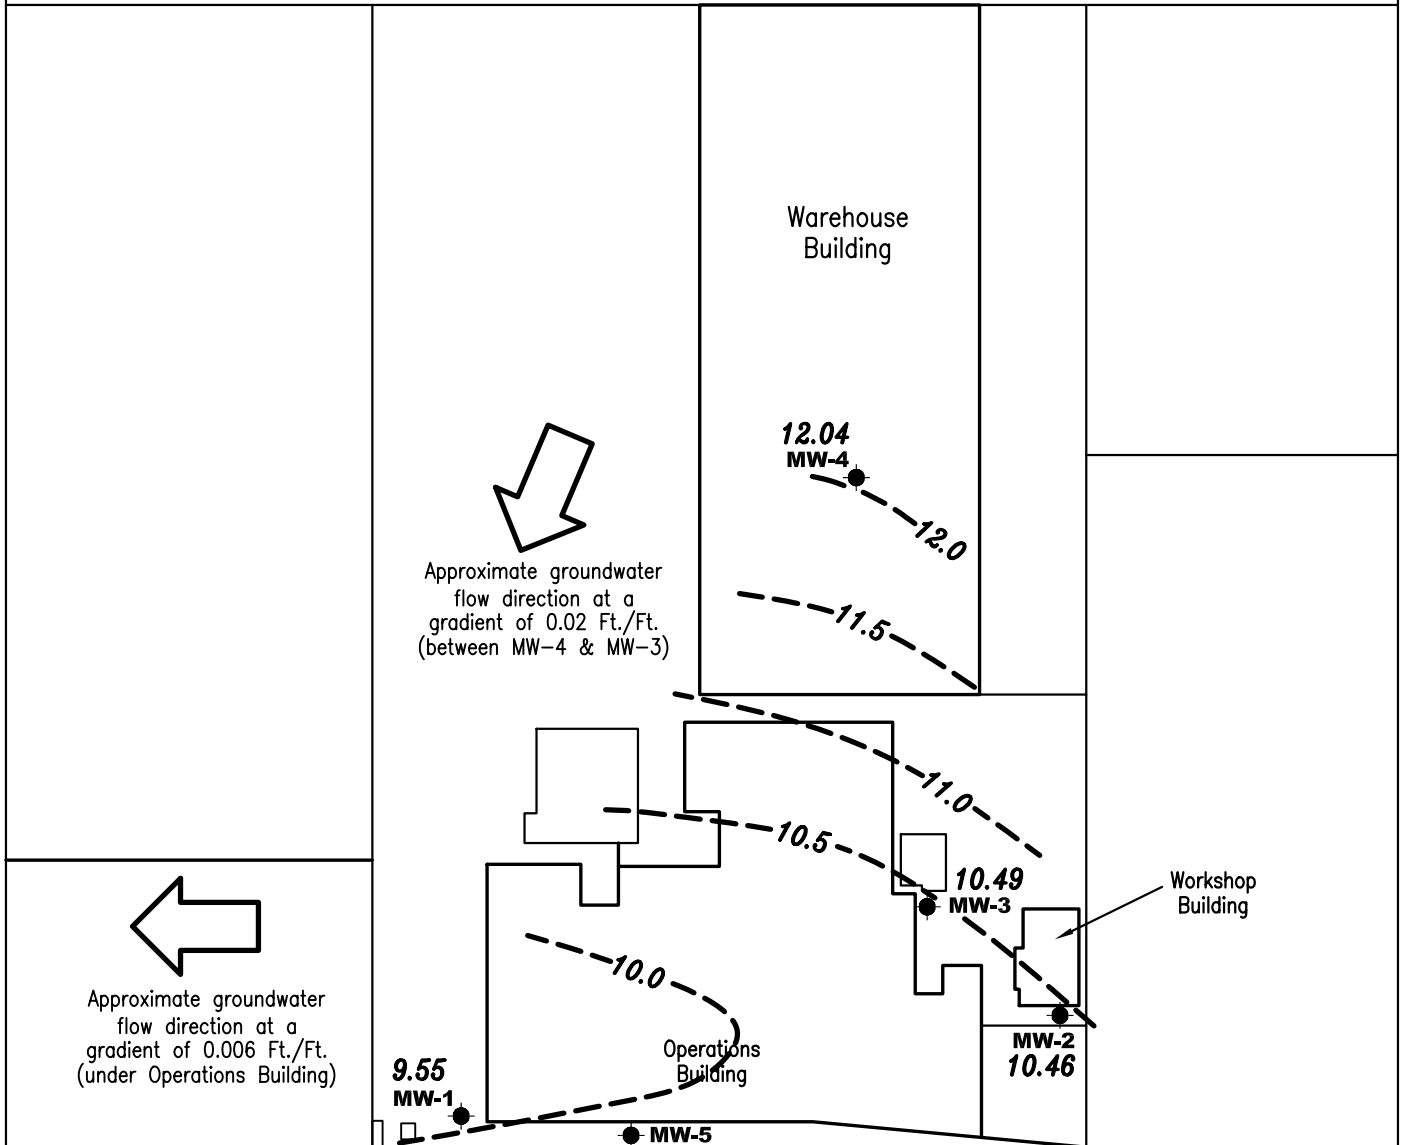 Warehouse
Building
12.04
MW-4
12.0
11.5
Approximate groundwater
flow direction at a
gradient of 0.02 Ft./Ft.
(between MW-4 & MW-3)
11.0
10.5
10.49
MW-3
Workshop
Building
10.0
Approximate groundwater
flow direction at a
gradient of 0.006 Ft./Ft.
(under Operations Building)
Operations
Building
MW-2
10.46
9.55
MW-1
MW-5